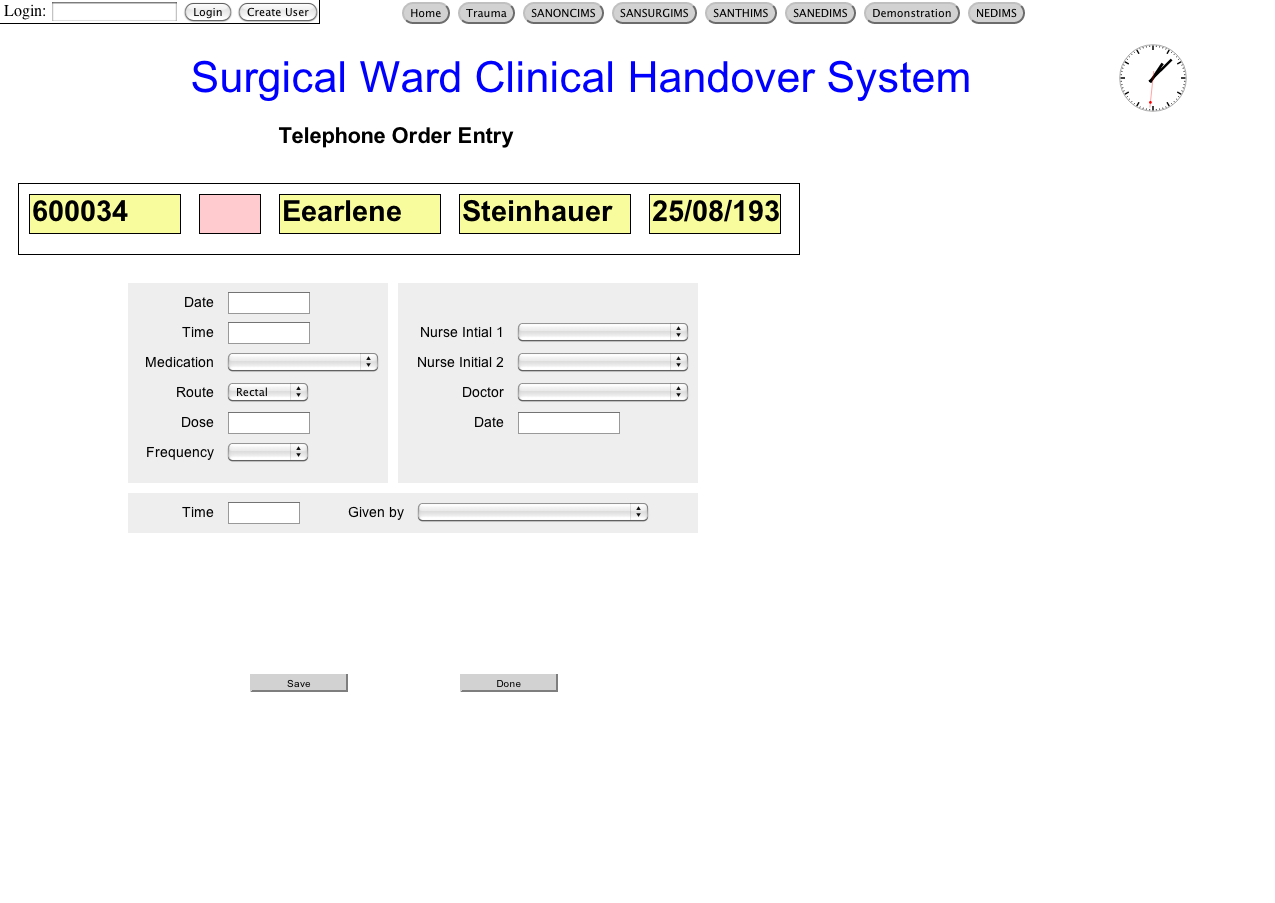 Login: Login Create User Home Trauma SANONCIMS SANSURGIMS SANTHIMS SANEDIMS Demonstration NEDIMS
Surgical Ward Clinical Handover System
Telephone Order Entry
600034 Eearlene Steinhauer 25/08/193
Date
Time Nurse Intial 1
Medication Nurse Initial 2
Route Rectal Doctor
Dose Date
Frequency
Time Given by
Save Done